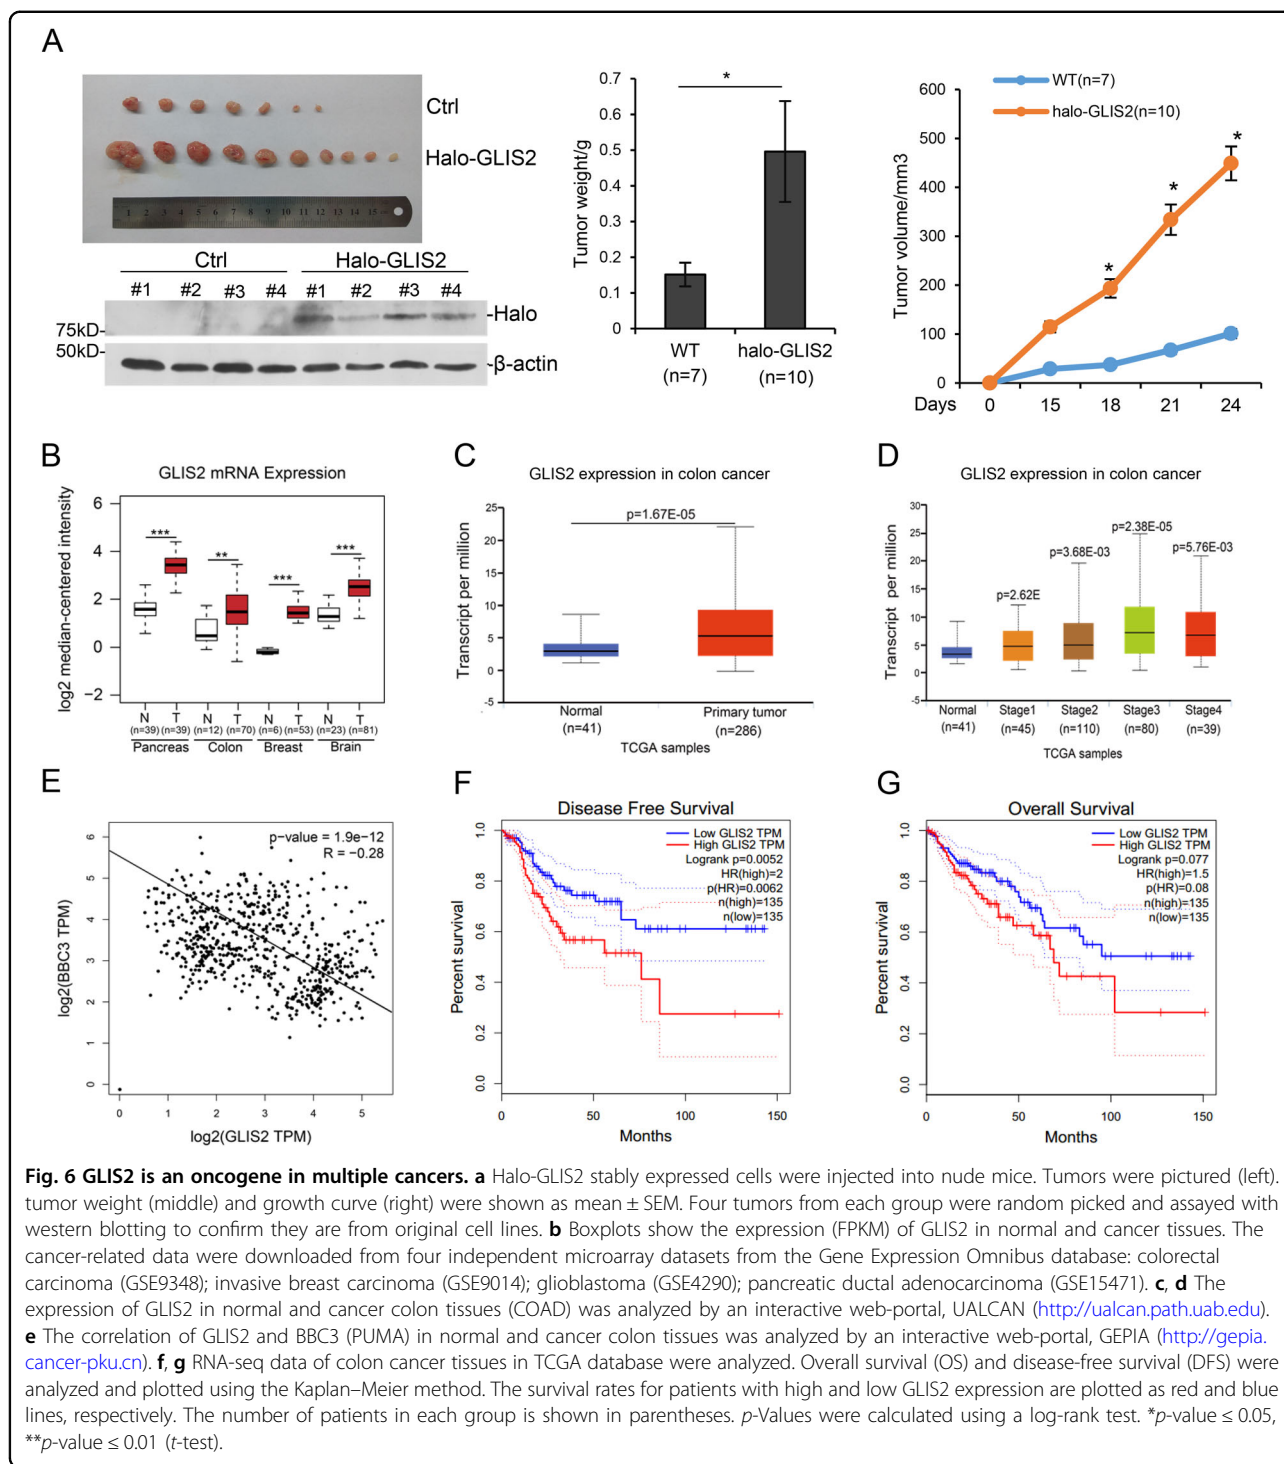 A
Ctrl
Halo-GLIS2
1 2 3 4 5 6 7 8 9 10 11 12 13 14 15
Ctrl Halo-GLIS2
#1 #2 #3 #4 #1 #2 #3 #4
-Halo
75kD-
50kD-
-β-actin
Tumor weight/g
0.7
0.6
0.5
0.4
0.3
0.2
0.1
0
*
WT halo-GLIS2
(n=7) (n=10)
WT(n=7)
halo-GLIS2(n=10)
Tumor volume/mm3
600
500
400
300
200
100
0
* * *
Days 0 15 18 21 24
B
GLIS2 mRNA Expression
log2 median-centered intensity
6
4
2
0
−2
*** ** *** ***
N T N T N T N T
(n=39) (n=39) (n=12) (n=70) (n=6) (n=53) (n=23) (n=81)
Pancreas Colon Breast Brain
C
GLIS2 expression in colon cancer
Transcript per million
25
20
15
10
5
0
-5
p=1.67E-05
Normal Primary tumor
(n=41) (n=286)
TCGA samples
D
GLIS2 expression in colon cancer
Transcript per million
30
25
20
15
10
5
0
-5
p=2.62E
p=3.68E-03
p=2.38E-05
p=5.76E-03
Normal Stage1 Stage2 Stage3 Stage4
(n=41) (n=45) (n=110) (n=80) (n=39)
TCGA samples
E
log2(BBC3 TPM)
6
5
4
3
2
1
0
p-value = 1.9e−12
R = −0.28
0 1 2 3 4 5
log2(GLIS2 TPM)
F
Disease Free Survival
Percent survival
1.0
0.8
0.6
0.4
0.2
0.0
Low GLIS2 TPM
High GLIS2 TPM
Logrank p=0.0052
HR(high)=2
p(HR)=0.0062
n(high)=135
n(low)=135
0 50 100 150
Months
G
Overall Survival
Percent survival
1.0
0.8
0.6
0.4
0.2
0.0
Low GLIS2 TPM
High GLIS2 TPM
Logrank p=0.077
HR(high)=1.5
p(HR)=0.08
n(high)=135
n(low)=135
0 50 100 150
Months
Fig. 6 GLIS2 is an oncogene in multiple cancers. a Halo-GLIS2 stably expressed cells were injected into nude mice. Tumors were pictured (left).
tumor weight (middle) and growth curve (right) were shown as mean ± SEM. Four tumors from each group were random picked and assayed with
western blotting to confirm they are from original cell lines. b Boxplots show the expression (FPKM) of GLIS2 in normal and cancer tissues. The
cancer-related data were downloaded from four independent microarray datasets from the Gene Expression Omnibus database: colorectal
carcinoma (GSE9348); invasive breast carcinoma (GSE9014); glioblastoma (GSE4290); pancreatic ductal adenocarcinoma (GSE15471). c, d The
expression of GLIS2 in normal and cancer colon tissues (COAD) was analyzed by an interactive web-portal, UALCAN (http://ualcan.path.uab.edu).
e The correlation of GLIS2 and BBC3 (PUMA) in normal and cancer colon tissues was analyzed by an interactive web-portal, GEPIA (http://gepia.
cancer-pku.cn). f, g RNA-seq data of colon cancer tissues in TCGA database were analyzed. Overall survival (OS) and disease-free survival (DFS) were
analyzed and plotted using the Kaplan–Meier method. The survival rates for patients with high and low GLIS2 expression are plotted as red and blue
lines, respectively. The number of patients in each group is shown in parentheses. p-Values were calculated using a log-rank test. *p-value ≤ 0.05,
**p-value ≤ 0.01 (t-test).